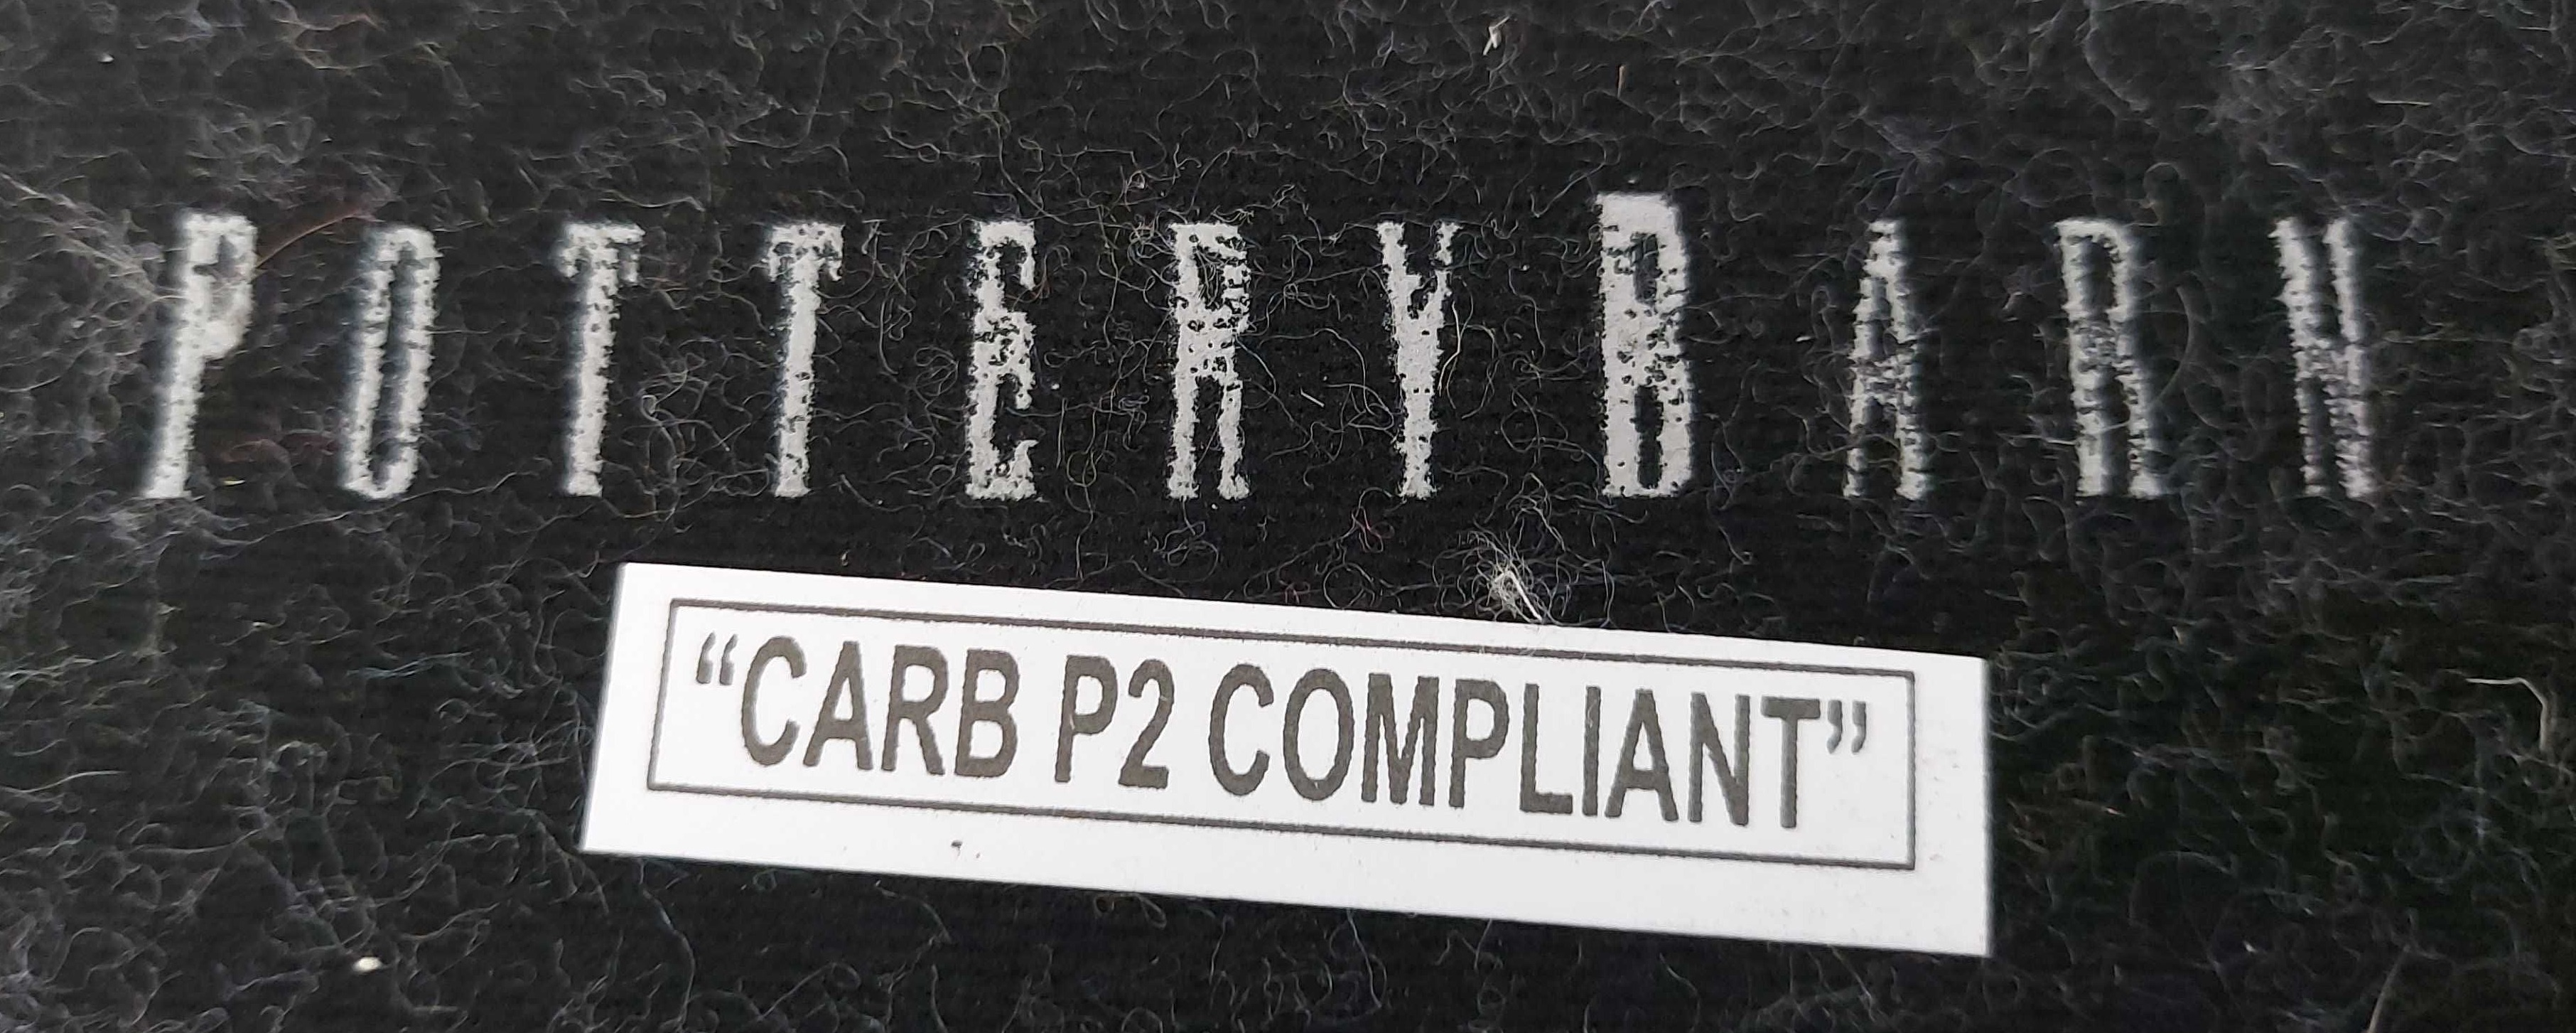 POTTERY BARN
“CARB P2 COMPLIANT”